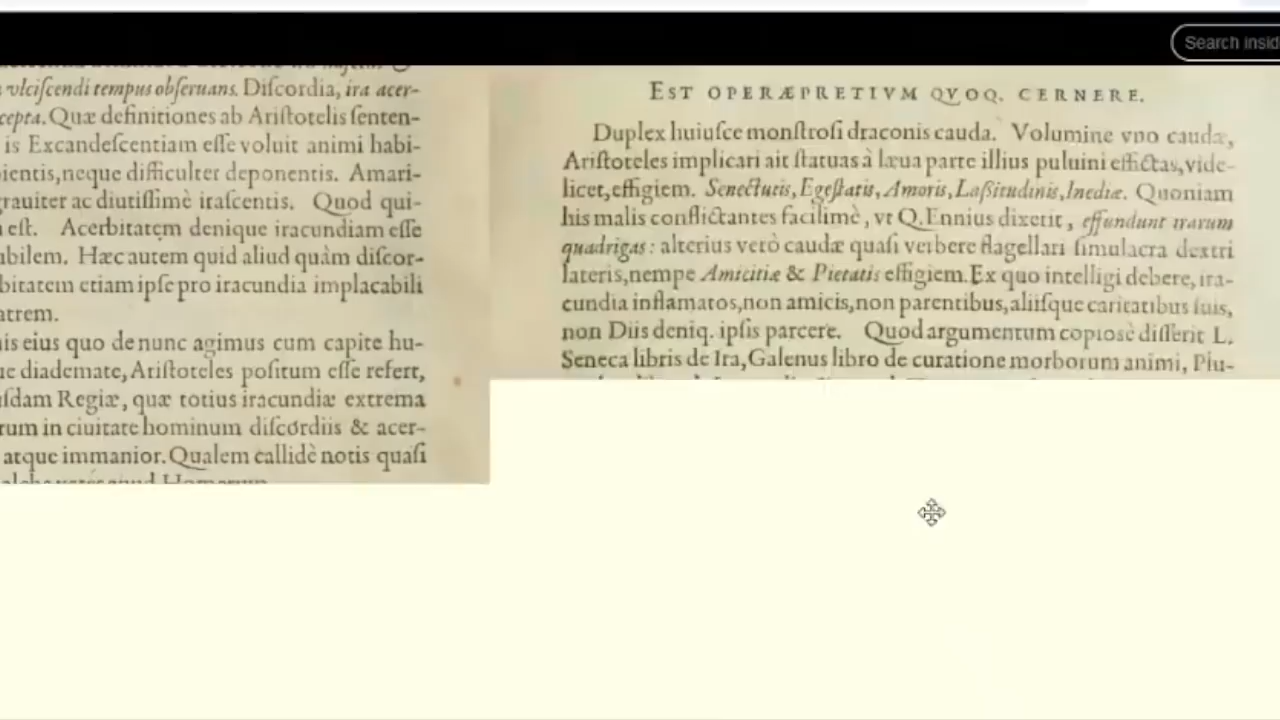 Search insid
vlciſcendi tempus obſeruans. Diſcordia, ira acer-
cepta. Quæ definitiones ab Ariſtotelis ſenten-
is Excandeſcentiam eſſe voluit animi habi-
ientis, neque difficulter deponentis. Amari-
rauiter ac diutiſſimè iraſcentis. Quod qui-
eſt. Acerbitatem denique iracundiam eſſe
abilem. Hæc autem quid aliud quàm diſcor-
bitatem etiam ipſe pro iracundia implacabili
atrem.
is eius quo de nunc agimus cum capite hu-
ue diademate, Ariſtoteles poſitum eſſe refert,
ſdam Regiæ, quæ totius iracundiæ extrema
rum in ciuitate hominum diſcordiis & acer-
atque immanior. Qualem callidè notis quaſi
EST OPERÆPRETIVM QVOQ. CERNERE.
Duplex huiuſce monſtroſi draconis cauda. Volumine vno caudæ,
Ariſtoteles implicari ait ſtatuas à læua parte illius puluini effictas, vide-
licet, effigiem. Senectutis, Egeſtatis, Amoris, Laſsitudinis, Inediæ. Quoniam
his malis conflictantes facilimè, vt Q. Ennius dixerit, effundunt irarum
quadrigas: alterius verò caudæ quaſi verbere flagellari ſimulacra dextri
lateris, nempe Amicitiæ & Pietatis effigiem. Ex quo intelligi debere, ira-
cundia inflamatos, non amicis, non parentibus, aliiſque caritatibus ſuis,
non Diis deniq. ipſis parcere. Quod argumentum copiosè diſſerit L.
Seneca libris de Ira, Galenus libro de curatione morborum animi, Plu-